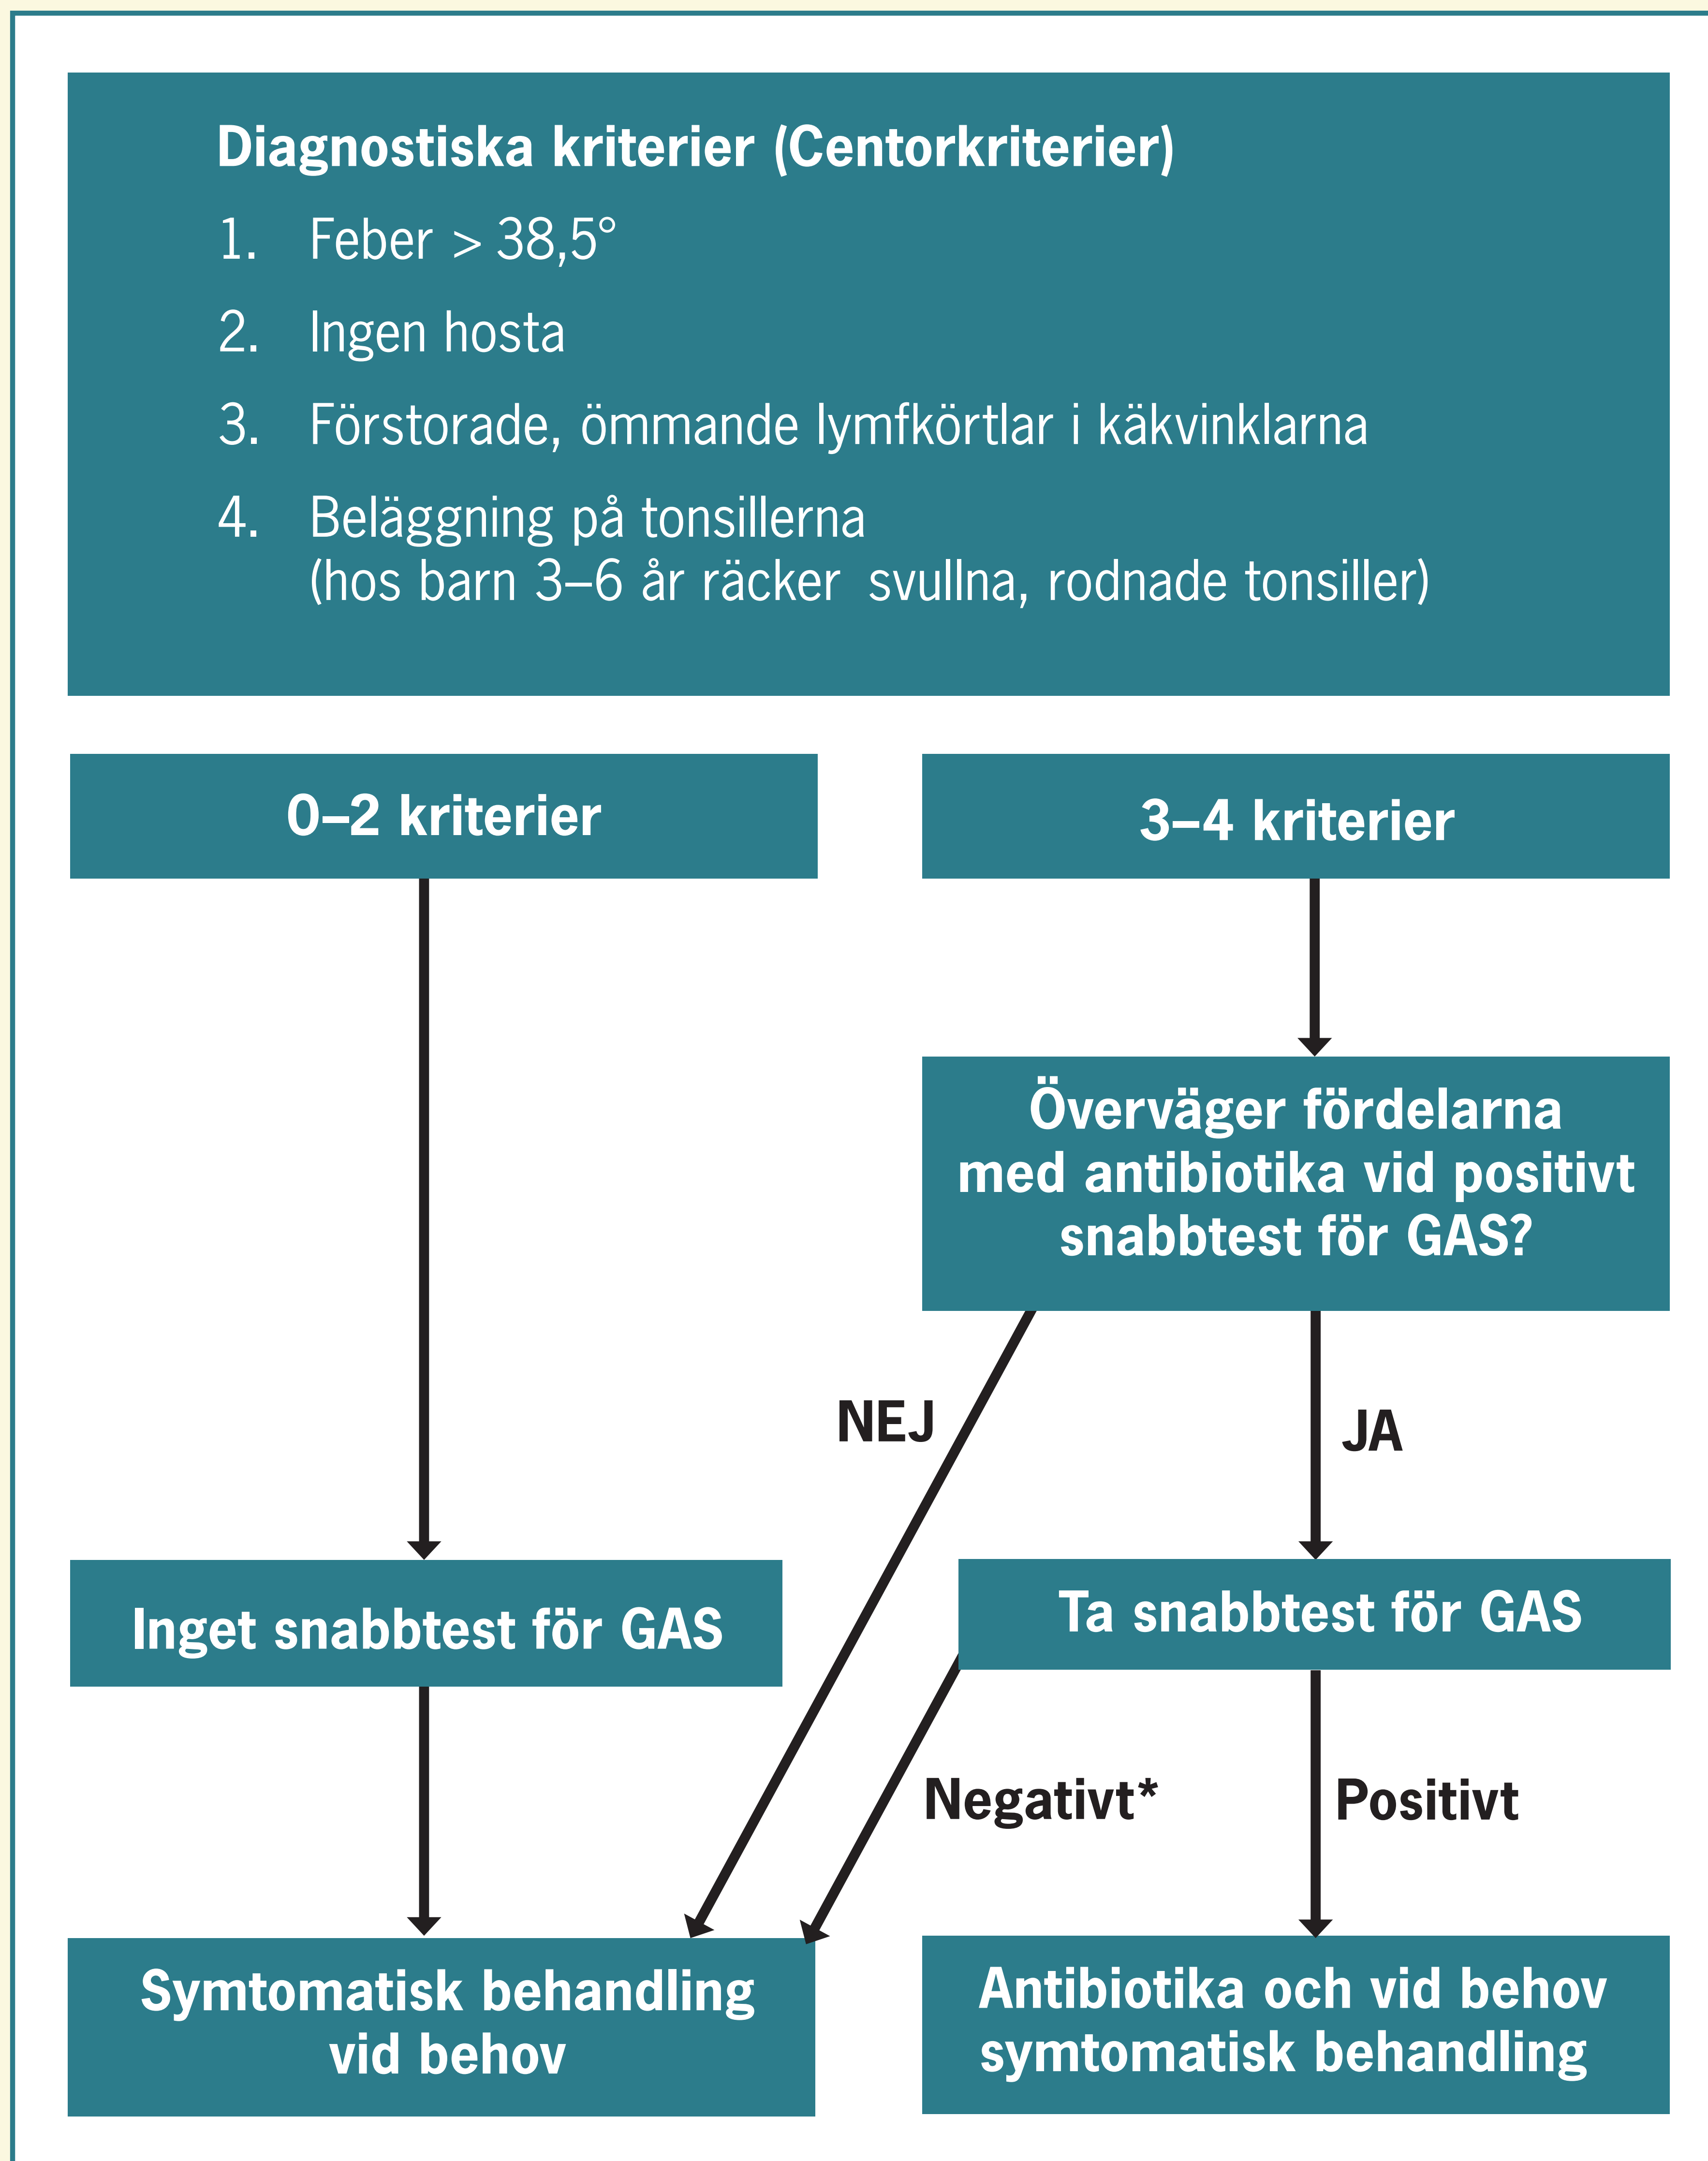 Diagnostiska kriterier (Centorkriterier)
1. Feber > 38,5°
2. Ingen hosta
3. Förstorade, ömmande lymfkörtlar i käkvinklarna
4. Beläggning på tonsillerna
(hos barn 3–6 år räcker svullna, rodnade tonsiller)
0–2 kriterier
3–4 kriterier
Överväger fördelarna
med antibiotika vid positivt
snabbtest för GAS?
NEJ
JA
Inget snabbtest för GAS
Ta snabbtest för GAS
Negativt*
Positivt
Symtomatisk behandling
vid behov
Antibiotika och vid behov
symtomatisk behandling